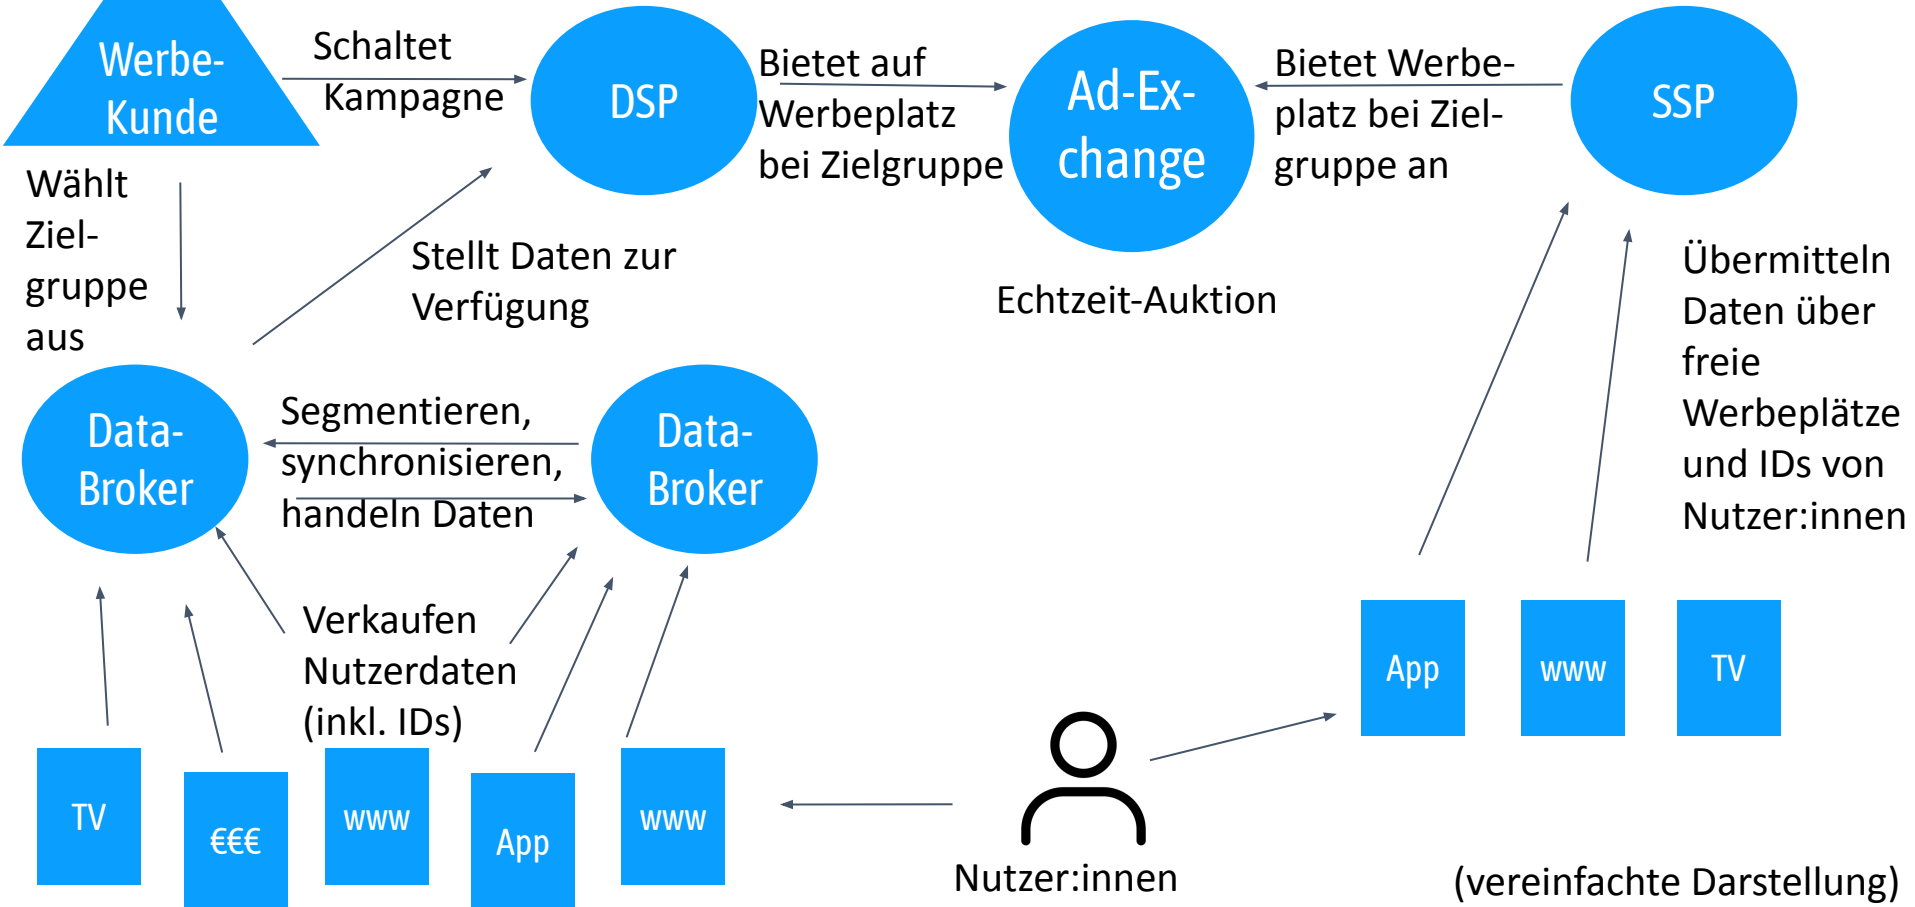 Werbe-
Kunde
Schaltet
Kampagne
DSP
Bietet auf
Werbeplatz
bei Zielgruppe
Ad-Ex-
change
Bietet Werbe-
platz bei Ziel-
gruppe an
SSP
Wählt
Ziel-
gruppe
aus
Stellt Daten zur
Verfügung
Echtzeit-Auktion
Übermitteln
Daten über
freie
Werbeplätze
und IDs von
Nutzer:innen
Data-
Broker
Segmentieren,
synchronisieren,
handeln Daten
Data-
Broker
Verkaufen
Nutzerdaten
(inkl. IDs)
App
www
TV
TV
€€€
www
App
www
Nutzer:innen
(vereinfachte Darstellung)